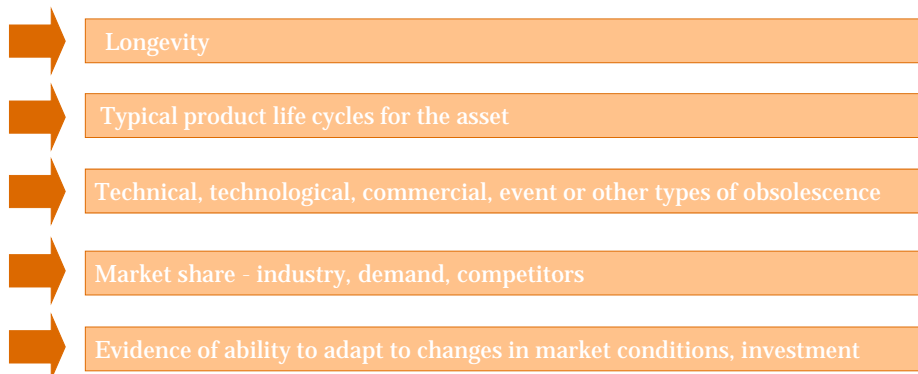 Longevity
Typical product life cycles for the asset
Technical, technological, commercial, event or other types of obsolescence
Market share - industry, demand, competitors
Evidence of ability to adapt to changes in market conditions, investment